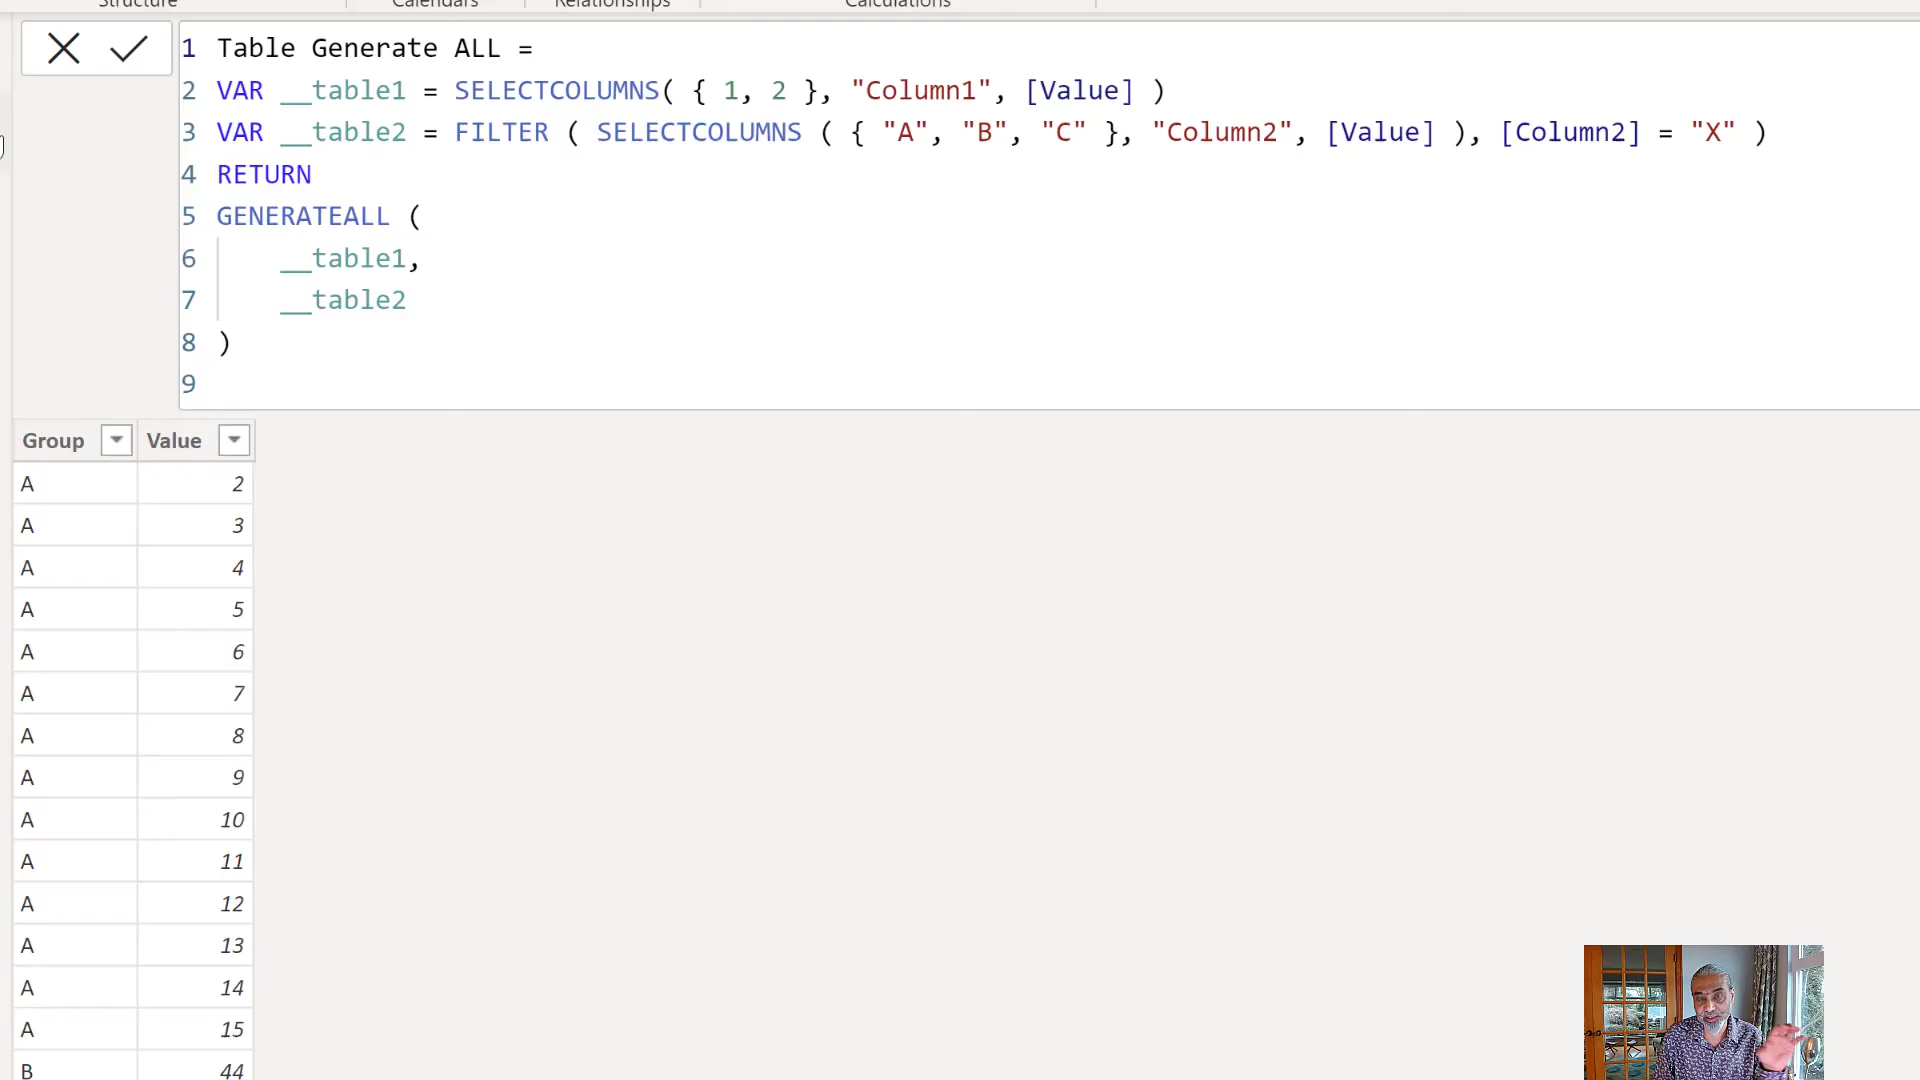 Structure Calendars Relationships Calculations
1 Table Generate ALL =
2 VAR __table1 = SELECTCOLUMNS( { 1, 2 }, "Column1", [Value] )
3 VAR __table2 = FILTER ( SELECTCOLUMNS ( { "A", "B", "C" }, "Column2", [Value] ), [Column2] = "X" )
4 RETURN
5 GENERATEALL (
6 __table1,
7 __table2
8 )
9
Group Value
A 2
A 3
A 4
A 5
A 6
A 7
A 8
A 9
A 10
A 11
A 12
A 13
A 14
A 15
B 44